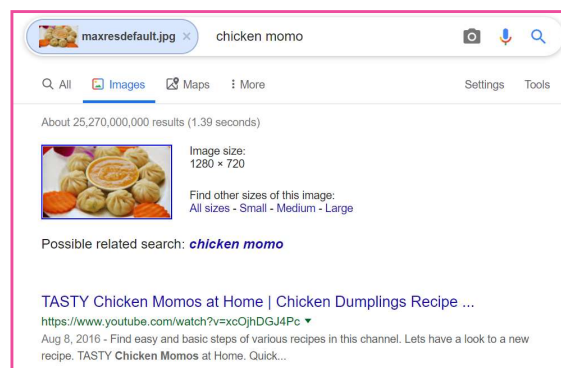 maxresdefault.jpg × chicken momo
All Images Maps More Settings Tools
About 25,270,000,000 results (1.39 seconds)
Image size:
1280 × 720
Find other sizes of this image:
All sizes - Small - Medium - Large
Possible related search: chicken momo
TASTY Chicken Momos at Home | Chicken Dumplings Recipe ...
https://www.youtube.com/watch?v=xcOjhDGJ4Pc
Aug 8, 2016 - Find easy and basic steps of various recipes in this channel. Lets have a look to a new
recipe. TASTY Chicken Momos at Home. Quick...